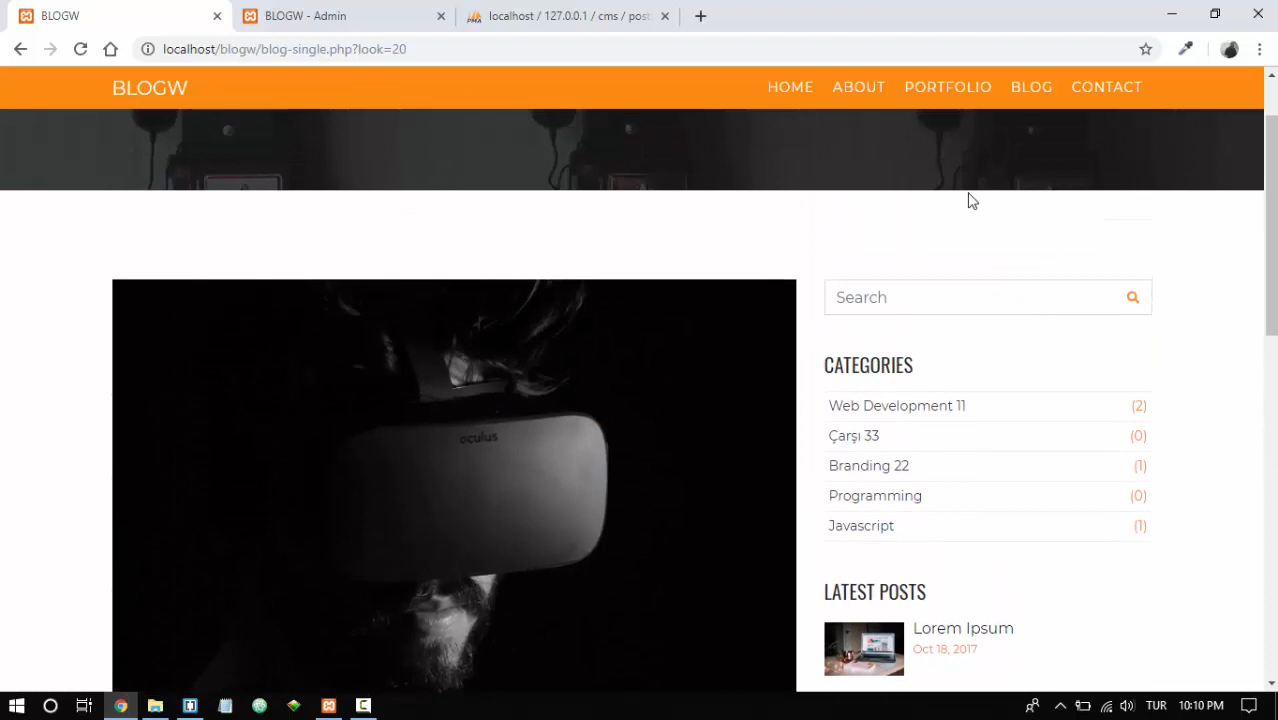 BLOGW
BLOGW - Admin
localhost / 127.0.0.1 / cms / post
localhost/blogw/blog-single.php?look=20
BLOGW
HOME ABOUT PORTFOLIO BLOG CONTACT
oculus
Search
CATEGORIES
Web Development 11 (2)
Çarşı 33 (0)
Branding 22 (1)
Programming (0)
Javascript (1)
LATEST POSTS
Lorem Ipsum
Oct 18, 2017
TUR 10:10 PM